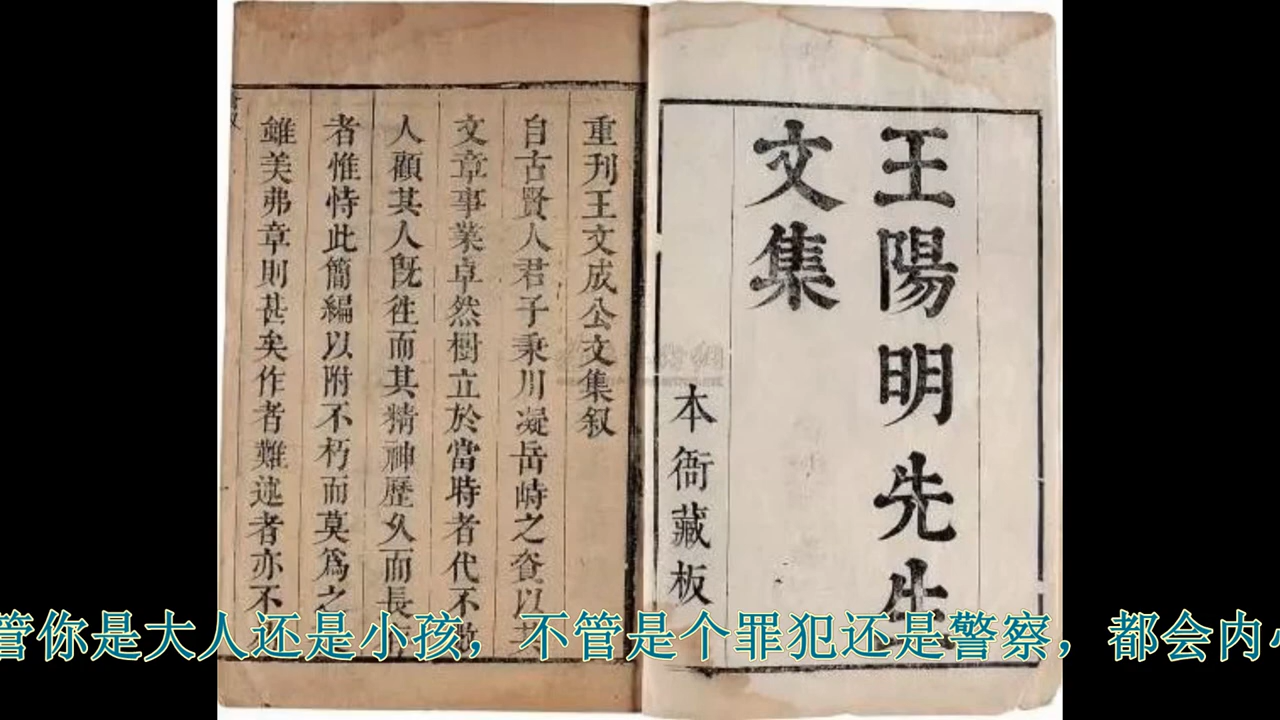 王陽明先生
文集
本衙藏板
重刊王文成公文集叙
自古賢人君子秉川凝岳峙之資以
文章事業卓然樹立於當時者代不
人顧其人旣徃而其精神歷久而長
者惟恃此簡編以附不朽而莫爲之
雖美弗章則甚矣作者難述者亦不
管你是大人还是小孩，不管是个罪犯还是警察，都会内